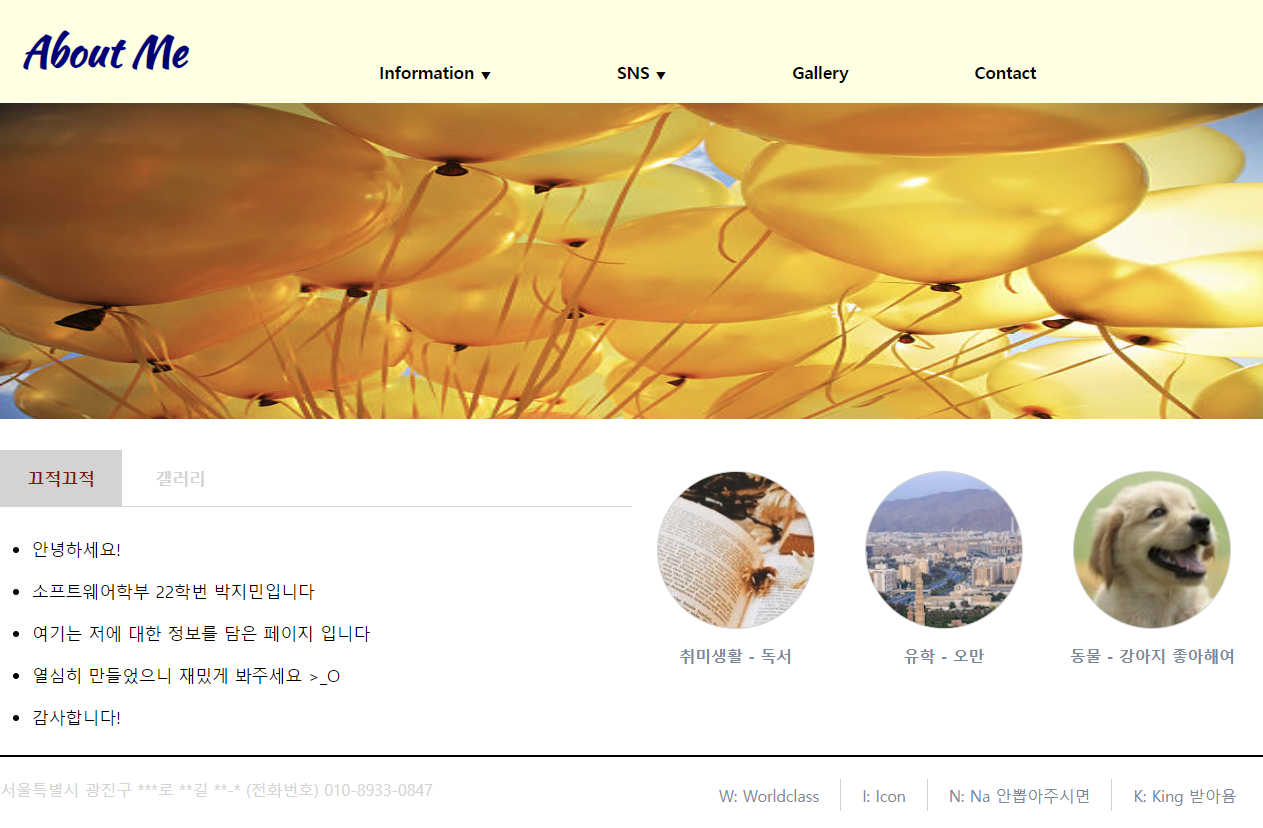 About Me
Information ▼ SNS ▼ Gallery Contact
끄적끄적 갤러리
안녕하세요!
소프트웨어학부 22학번 박지민입니다
여기는 저에 대한 정보를 담은 페이지 입니다
열심히 만들었으니 재밌게 봐주세요 >_O
감사합니다!
취미생활 - 독서 유학 - 오만 동물 - 강아지 좋아해여
서울특별시 광진구 ***로 **길 **-* (전화번호) 010-8933-0847
W: Worldclass I: Icon N: Na 안뽑아주시면 K: King 받아욤